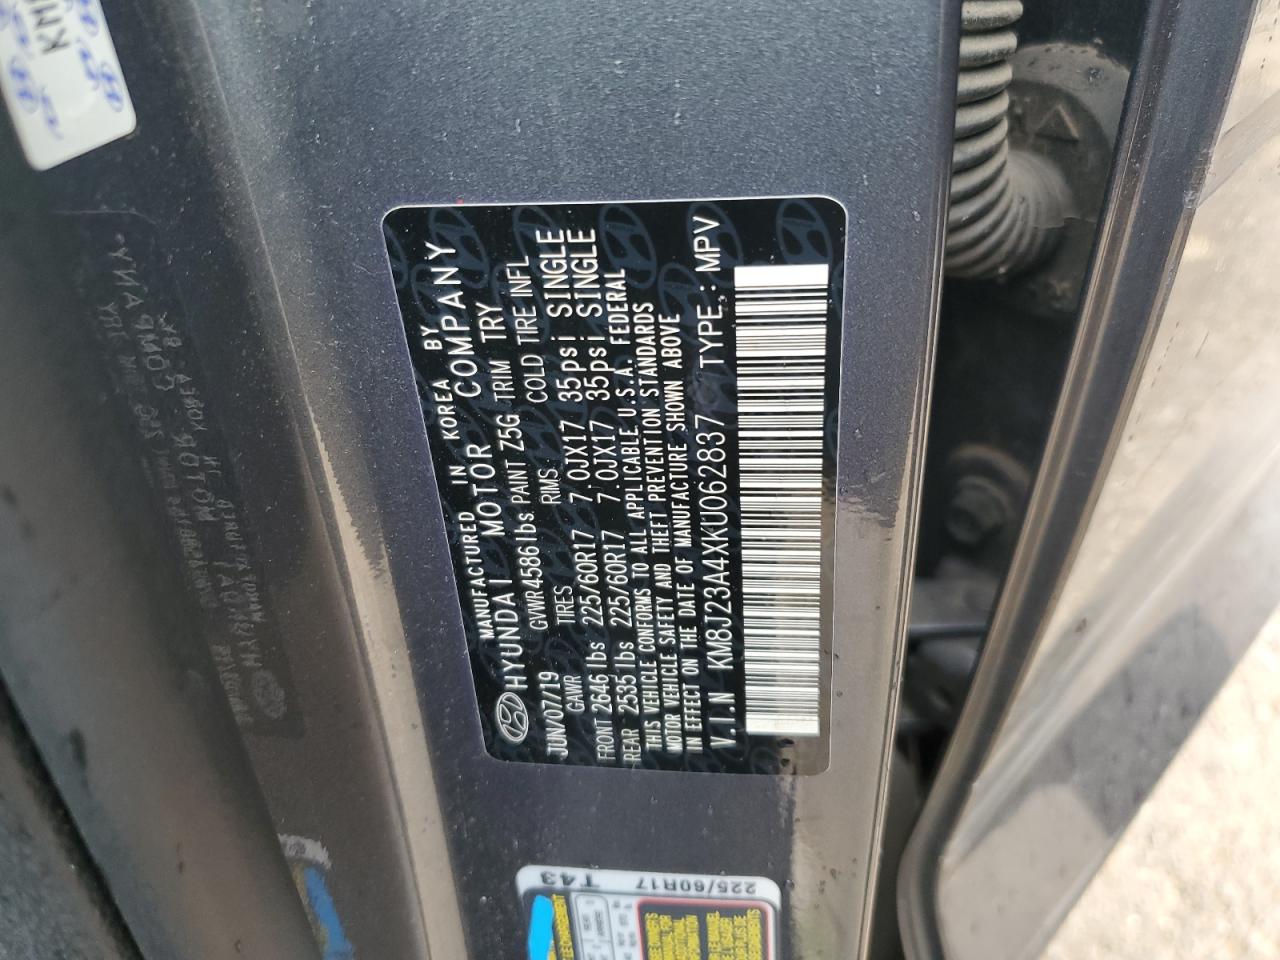 MANUFACTURED IN KOREA BY
HYUNDAI MOTOR COMPANY
JUN/07/19 GVWR4586lbs PAINT Z5G TRIM TRY
GAWR TIRES RIMS COLD TIRE INFL
FRONT 2646 lbs 225/60R17 7.0JX17 35psi SINGLE
REAR 2535 lbs 225/60R17 7.0JX17 35psi SINGLE
THIS VEHICLE CONFORMS TO ALL APPLICABLE U.S.A. FEDERAL
MOTOR VEHICLE SAFETY AND THEFT PREVENTION STANDARDS
IN EFFECT ON THE DATE OF MANUFACTURE SHOWN ABOVE
V.I.N KM8J23A4XKU062837 TYPE : MPV
225/60R17
T43